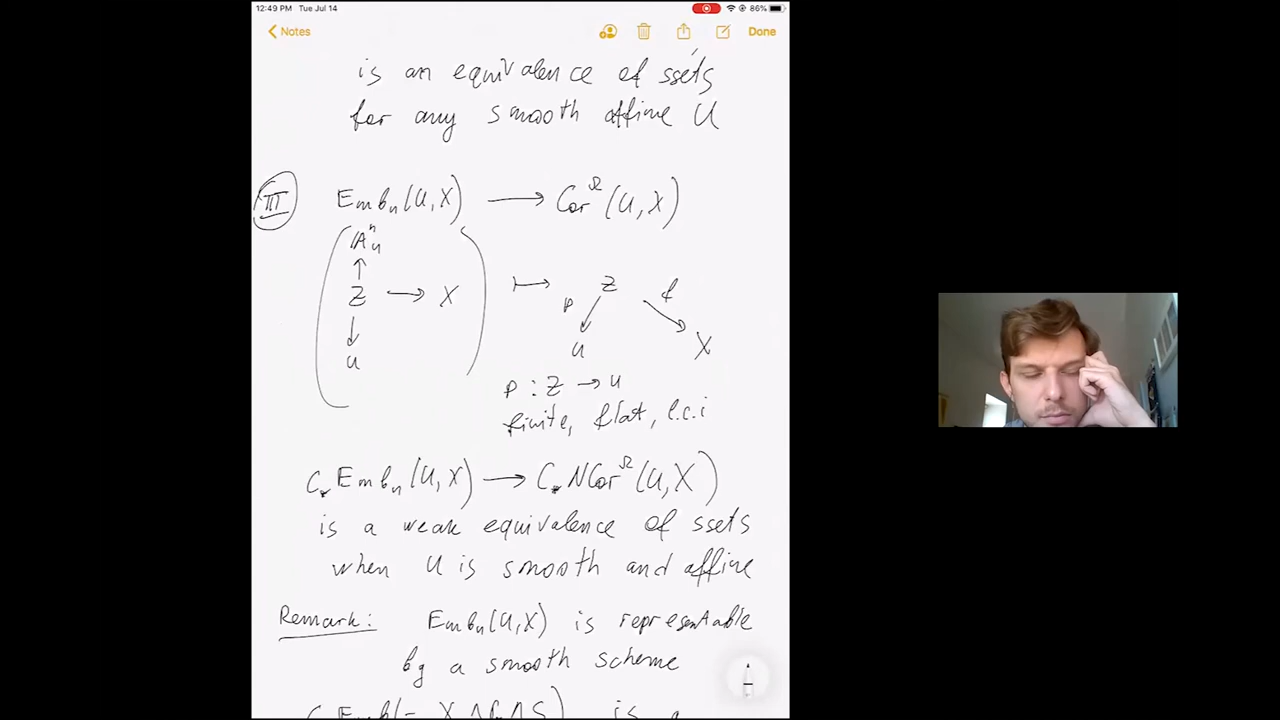 12:49 PM Tue Jul 14 86%
Notes Done
is an equivalence of ssets
for any smooth affine U
III Emb_n(U,X) → Cor^Ω(U,X)
A^n_U
↑
Z → X ↦ Z
p f
↓
U U X
p : Z → U
finite, flat, l.c.i
C_* Emb_n(U,X) → C_* NCor^Ω(U,X)
is a weak equivalence of ssets
when U is smooth and affine
Remark: Emb_n(U,X) is representable
by a smooth scheme
is a